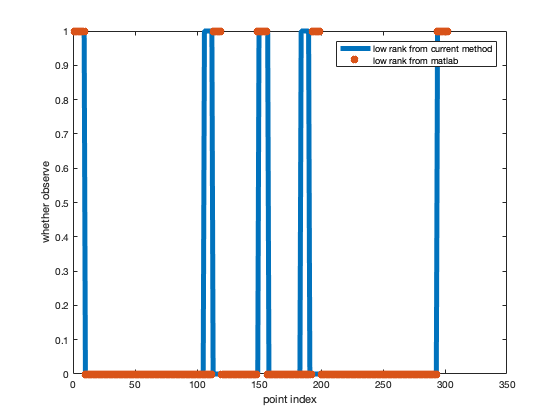 1
0.9
0.8
0.7
0.6
0.5
0.4
0.3
0.2
0.1
0
whether observe
low rank from current method
low rank from matlab
0 50 100 150 200 250 300 350
point index